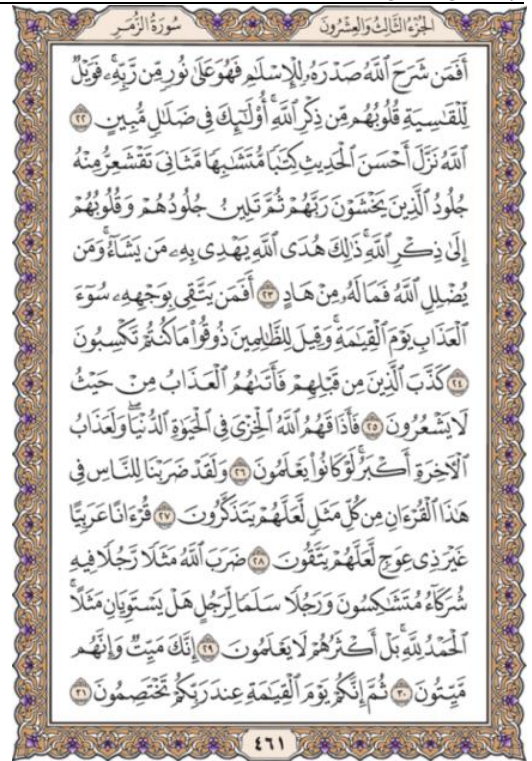 الجزء الثالث والعشرون
سورة الزمر
أَفَمَن شَرَحَ ٱللَّهُ صَدْرَهُۥ لِلْإِسْلَٰمِ فَهُوَ عَلَىٰ نُورٍ مِّن رَّبِّهِۦۚ فَوَيْلٌ
لِّلْقَٰسِيَةِ قُلُوبُهُم مِّن ذِكْرِ ٱللَّهِۚ أُو۟لَٰٓئِكَ فِى ضَلَٰلٍ مُّبِينٍ ٢٢
ٱللَّهُ نَزَّلَ أَحْسَنَ ٱلْحَدِيثِ كِتَٰبًا مُّتَشَٰبِهًا مَّثَانِىَ تَقْشَعِرُّ مِنْهُ
جُلُودُ ٱلَّذِينَ يَخْشَوْنَ رَبَّهُمْ ثُمَّ تَلِينُ جُلُودُهُمْ وَقُلُوبُهُمْ
إِلَىٰ ذِكْرِ ٱللَّهِۚ ذَٰلِكَ هُدَى ٱللَّهِ يَهْدِى بِهِۦ مَن يَشَآءُۚ وَمَن
يُضْلِلِ ٱللَّهُ فَمَا لَهُۥ مِنْ هَادٍ ٢٣ أَفَمَن يَتَّقِى بِوَجْهِهِۦ سُوٓءَ
ٱلْعَذَابِ يَوْمَ ٱلْقِيَٰمَةِۚ وَقِيلَ لِلظَّٰلِمِينَ ذُوقُوا۟ مَا كُنتُمْ تَكْسِبُونَ
٢٤ كَذَّبَ ٱلَّذِينَ مِن قَبْلِهِمْ فَأَتَىٰهُمُ ٱلْعَذَابُ مِنْ حَيْثُ
لَا يَشْعُرُونَ ٢٥ فَأَذَاقَهُمُ ٱللَّهُ ٱلْخِزْىَ فِى ٱلْحَيَوٰةِ ٱلدُّنْيَاۖ وَلَعَذَابُ
ٱلْءَاخِرَةِ أَكْبَرُۚ لَوْ كَانُوا۟ يَعْلَمُونَ ٢٦ وَلَقَدْ ضَرَبْنَا لِلنَّاسِ فِى
هَٰذَا ٱلْقُرْءَانِ مِن كُلِّ مَثَلٍ لَّعَلَّهُمْ يَتَذَكَّرُونَ ٢٧ قُرْءَانًا عَرَبِيًّا
غَيْرَ ذِى عِوَجٍ لَّعَلَّهُمْ يَتَّقُونَ ٢٨ ضَرَبَ ٱللَّهُ مَثَلًا رَّجُلًا فِيهِ
شُرَكَآءُ مُتَشَٰكِسُونَ وَرَجُلًا سَلَمًا لِّرَجُلٍ هَلْ يَسْتَوِيَانِ مَثَلًاۚ
ٱلْحَمْدُ لِلَّهِۚ بَلْ أَكْثَرُهُمْ لَا يَعْلَمُونَ ٢٩ إِنَّكَ مَيِّتٌ وَإِنَّهُم
مَّيِّتُونَ ٣٠ ثُمَّ إِنَّكُمْ يَوْمَ ٱلْقِيَٰمَةِ عِندَ رَبِّكُمْ تَخْتَصِمُونَ ٣١
٤٦١